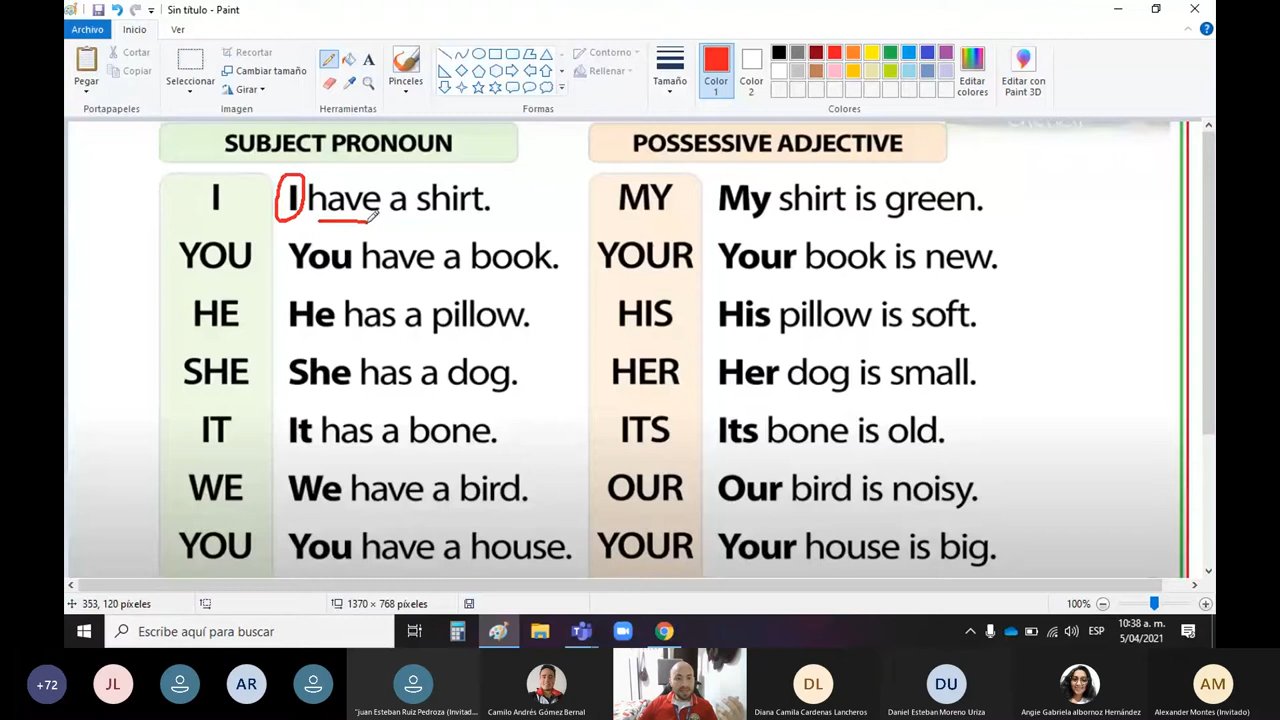 Sin título - Paint
Archivo Inicio Ver
Pegar
Cortar
Copiar
Portapapeles
Seleccionar
Recortar
Cambiar tamaño
Girar
Imagen
A
Herramientas
Pinceles
Contorno
Rellenar
Formas
Tamaño
Color 1
Color 2
Editar colores
Editar con Paint 3D
Colores
SUBJECT PRONOUN POSSESSIVE ADJECTIVE
I I have a shirt. MY My shirt is green.
YOU You have a book. YOUR Your book is new.
HE He has a pillow. HIS His pillow is soft.
SHE She has a dog. HER Her dog is small.
IT It has a bone. ITS Its bone is old.
WE We have a bird. OUR Our bird is noisy.
YOU You have a house. YOUR Your house is big.
353, 120 píxeles 1370 × 768 píxeles 100%
Escribe aquí para buscar ESP 10:38 a. m.
5/04/2021
+72 JL AR DL DU AM
"juan Esteban Ruiz Pedroza (Invitad... Camilo Andrés Gómez Bernal Diana Camila Cardenas Lancheros Daniel Esteban Moreno Uriza Angie Gabriela albornoz Hernández Alexander Montes (Invitado)